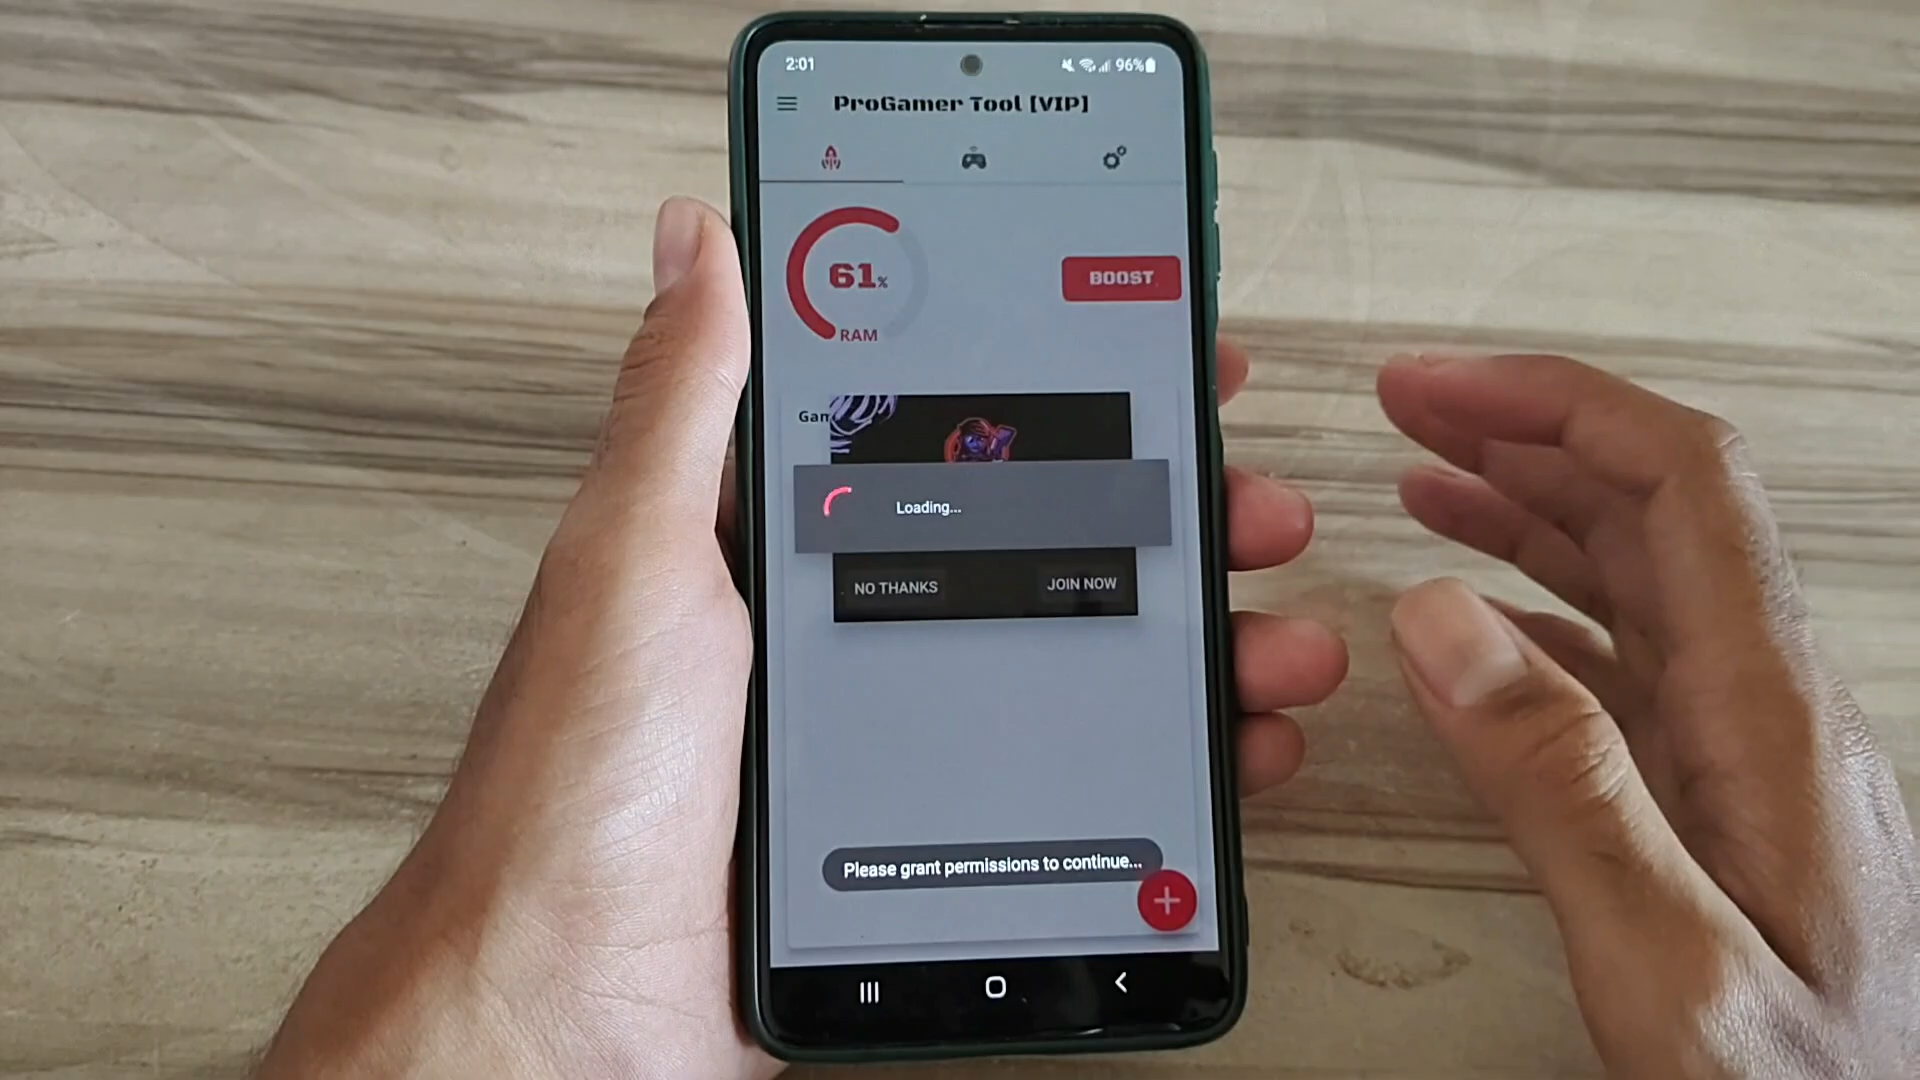 2:01
96%
ProGamer Tool [VIP]
61%
RAM
BOOST
Gam
Loading...
NO THANKS
JOIN NOW
Please grant permissions to continue...